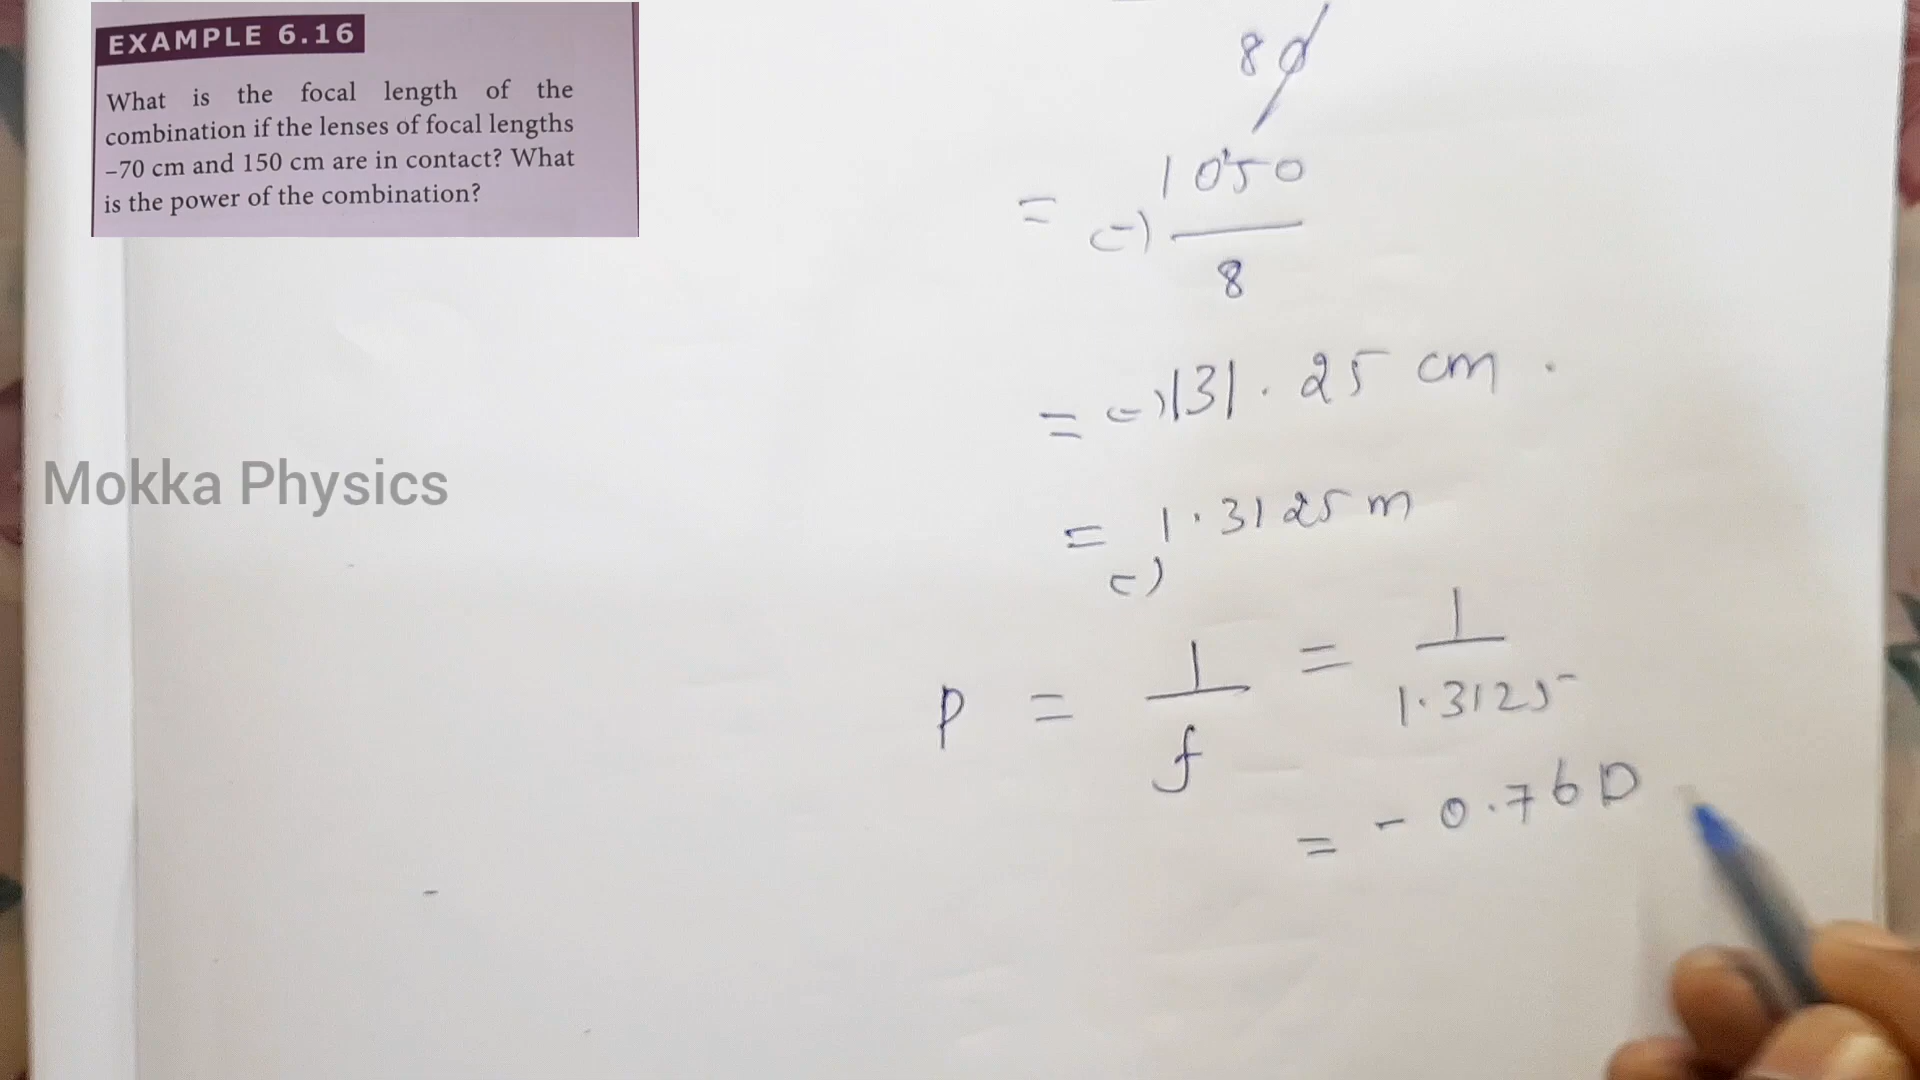 EXAMPLE 6.16
What is the focal length of the
combination if the lenses of focal lengths
–70 cm and 150 cm are in contact? What
is the power of the combination?
80
= (-) 1050 / 8
= (-) 131.25 cm.
Mokka Physics
= (-) 1.3125 m
P = 1 / f = 1 / 1.3125
= - 0.76 D